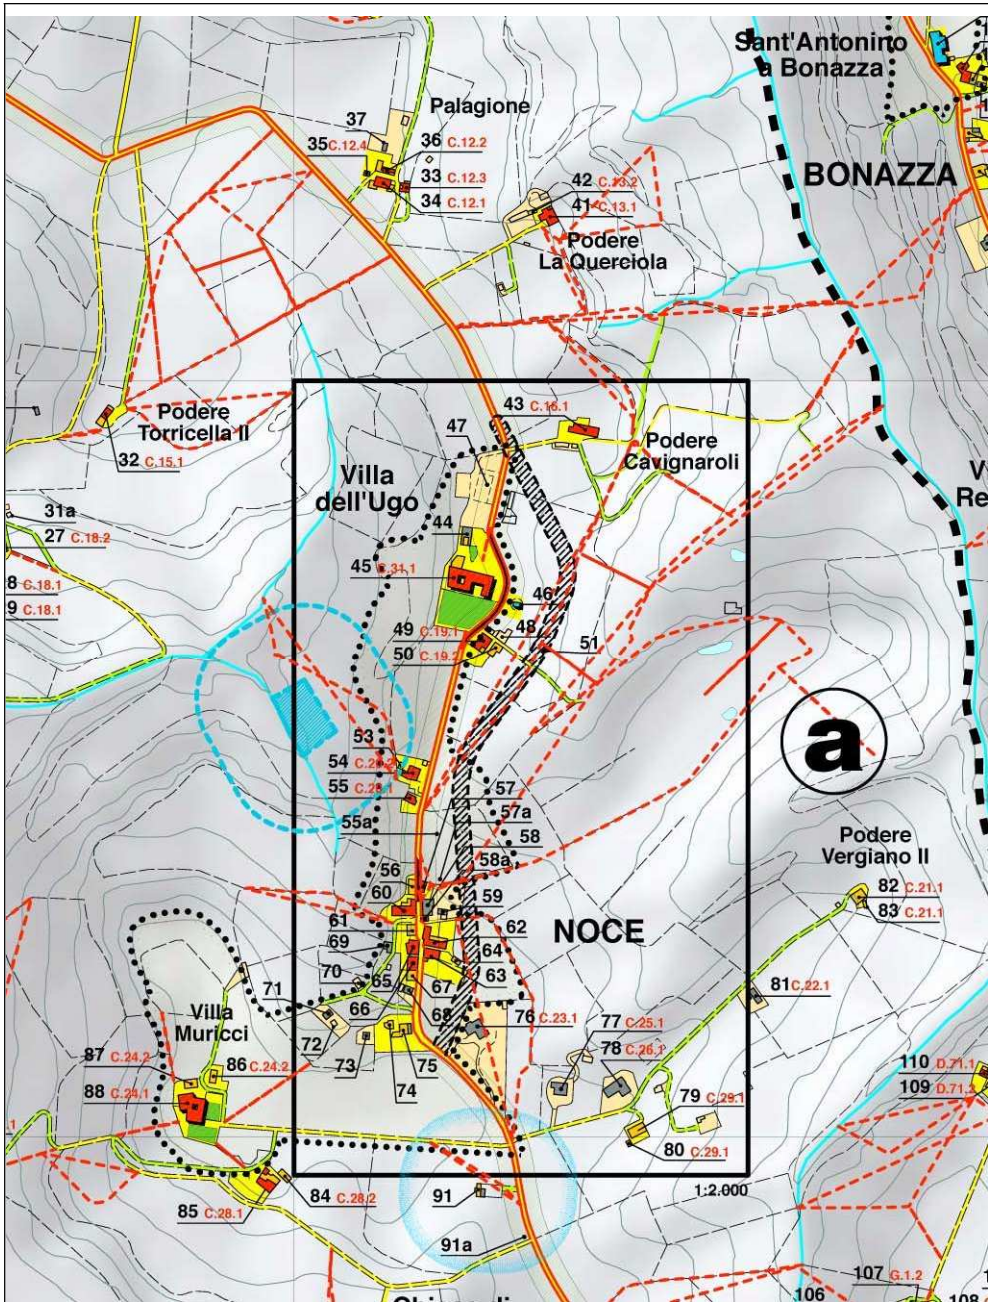 Sant'Antonino
a Bonazza
Palagione
37
35 C.12.4
36 C.12.2
33 C.12.3
34 C.12.1
42 C.13.2
41 C.13.1
BONAZZA
Podere
La Querciola
43 C.16.1
47
Podere
Torricella II
32 C.15.1
Podere
Cavignaroli
Villa
dell'Ugo
31a
27 C.18.2
44
45 C.31.1
8 C.18.1
9 C.18.1
46
49 C.19.1
48
50 C.19.2
51
a
53
54
55
55a
57
57a
58
58a
56
60
59
Podere
Vergiano II
82 C.21.1
83 C.21.1
61
69
62
NOCE
64
70
65
67
63
71
66
68
76 C.23.1
81 C.22.1
Villa
Muricci
72
73
74
75
77 C.25.1
78 C.26.1
87 C.24.2
86 C.24.2
88 C.24.1
79 C.29.1
80 C.29.1
110 D.71.1
109 D.71.2
84 C.28.2
85 C.28.1
91
1:2.000
91a
107 G.1.2
106
108